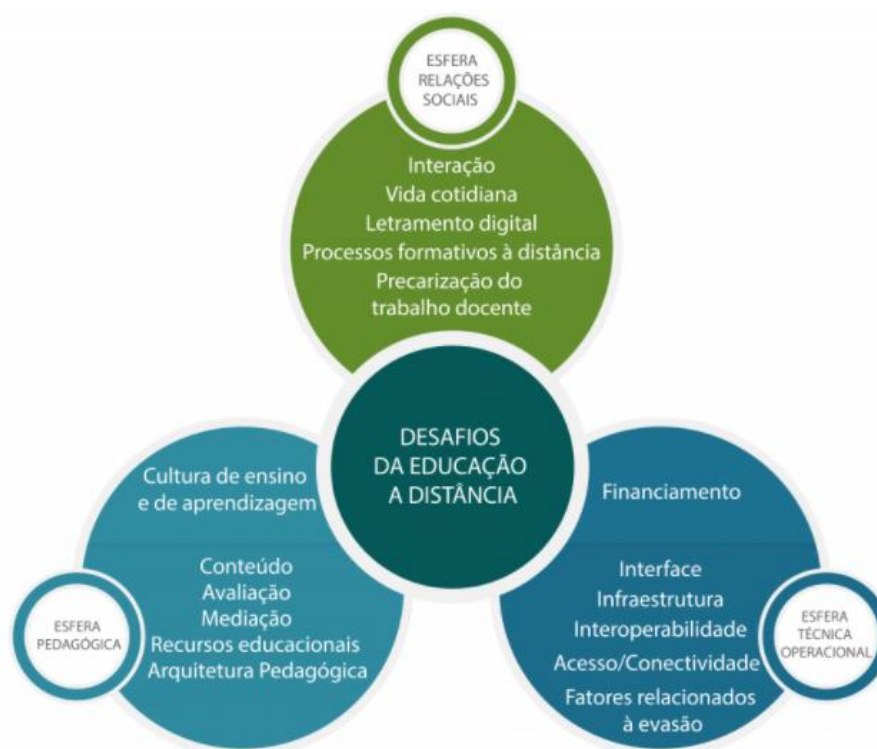 ESFERA
RELAÇÕES
SOCIAIS
Interação
Vida cotidiana
Letramento digital
Processos formativos à distância
Precarização do
trabalho docente
DESAFIOS
DA EDUCAÇÃO
A DISTÂNCIA
Cultura de ensino
e de aprendizagem
Conteúdo
Avaliação
Mediação
Recursos educacionais
Arquitetura Pedagógica
ESFERA
PEDAGÓGICA
Financiamento
Interface
Infraestrutura
Interoperabilidade
Acesso/Conectividade
Fatores relacionados
à evasão
ESFERA
TÉCNICA
OPERACIONAL